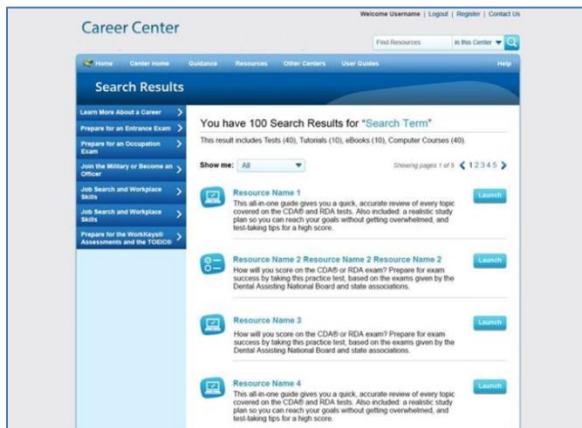 Welcome Username | Logout | Register | Contact Us
Career Center
Find Resources
in this Center
Home
Center Home
Guidance
Resources
Other Centers
User Guides
Help
Search Results
Learn More About a Career
Prepare for an Entrance Exam
Prepare for an Occupation
Exam
Join the Military or Become an
Officer
Job Search and Workplace
Skills
Job Search and Workplace
Skills
Prepare for the WorkKeys®
Assessments and the TOEIC®
You have 100 Search Results for "Search Term"
This result includes Tests (40), Tutorials (10), eBooks (10), Computer Courses (40).
Show me: All
Showing pages 1 of 5
1 2 3 4 5
Resource Name 1
Launch
This all-in-one guide gives you a quick, accurate review of every topic
covered on the CDA® and RDA tests. Also included: a realistic study
plan so you can reach your goals without getting overwhelmed, and
test-taking tips for a high score.
Resource Name 2 Resource Name 2 Resource Name 2
Launch
How will you score on the CDA® or RDA exam? Prepare for exam
success by taking this practice test, based on the exams given by the
Dental Assisting National Board and state associations.
Resource Name 3
Launch
How will you score on the CDA® or RDA exam? Prepare for exam
success by taking this practice test, based on the exams given by the
Dental Assisting National Board and state associations.
Resource Name 4
Launch
This all-in-one guide gives you a quick, accurate review of every topic
covered on the CDA® and RDA tests. Also included: a realistic study
plan so you can reach your goals without getting overwhelmed, and
test-taking tips for a high score.